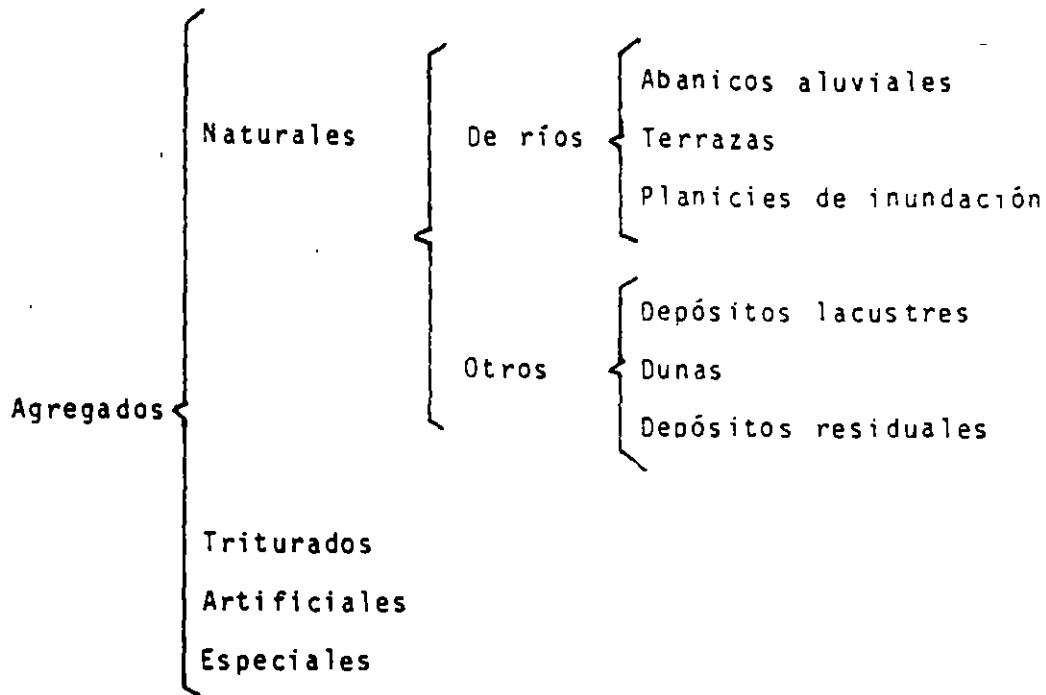 Abanicos aluviales
Naturales De ríos Terrazas
Planicies de inundación
Depósitos lacustres
Otros Dunas
Agregados
Depósitos residuales
Triturados
Artificiales
Especiales